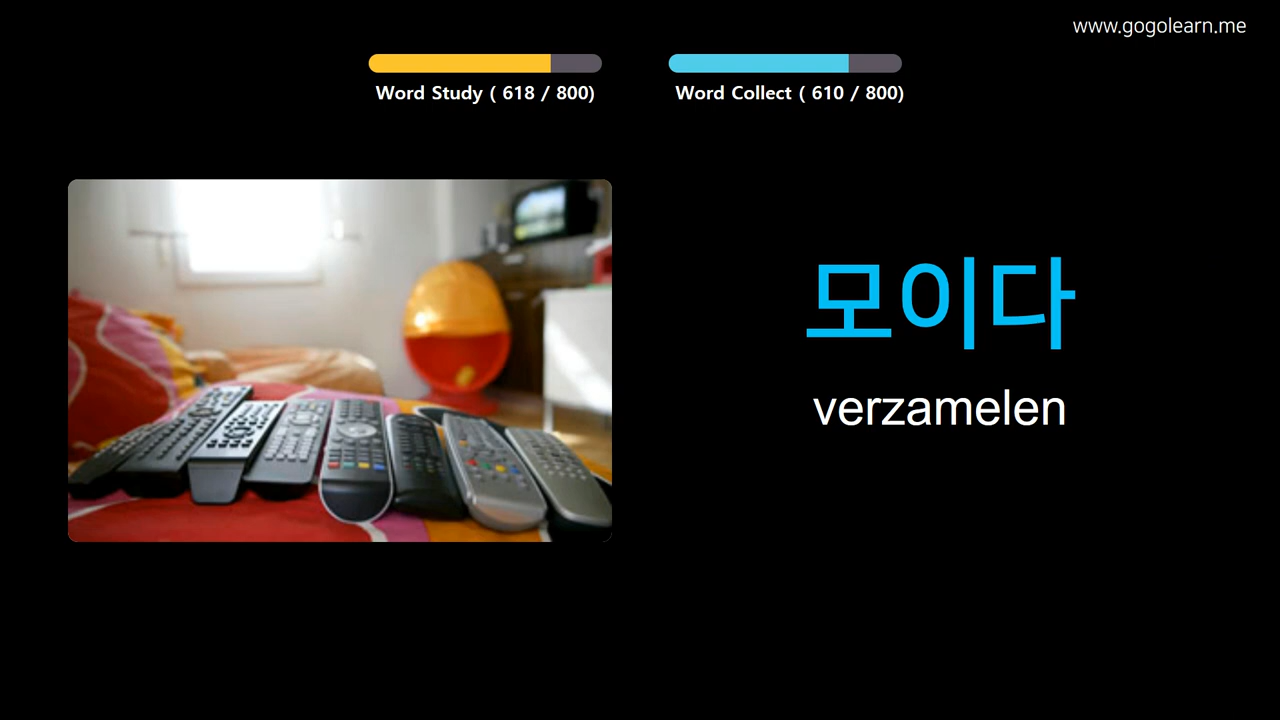 www.gogolearn.me
Word Study ( 618 / 800)
Word Collect ( 610 / 800)
모이다
verzamelen